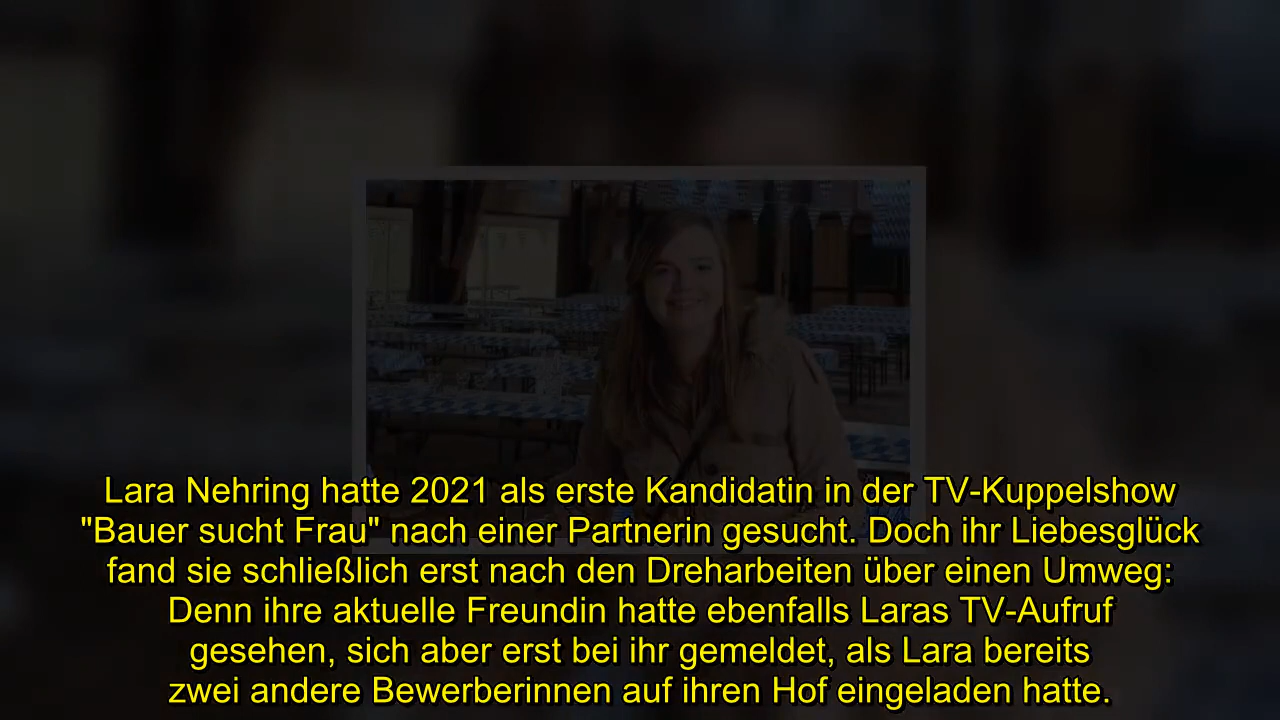 Lara Nehring hatte 2021 als erste Kandidatin in der TV-Kuppelshow
"Bauer sucht Frau" nach einer Partnerin gesucht. Doch ihr Liebesglück
fand sie schließlich erst nach den Dreharbeiten über einen Umweg:
Denn ihre aktuelle Freundin hatte ebenfalls Laras TV-Aufruf
gesehen, sich aber erst bei ihr gemeldet, als Lara bereits
zwei andere Bewerberinnen auf ihren Hof eingeladen hatte.